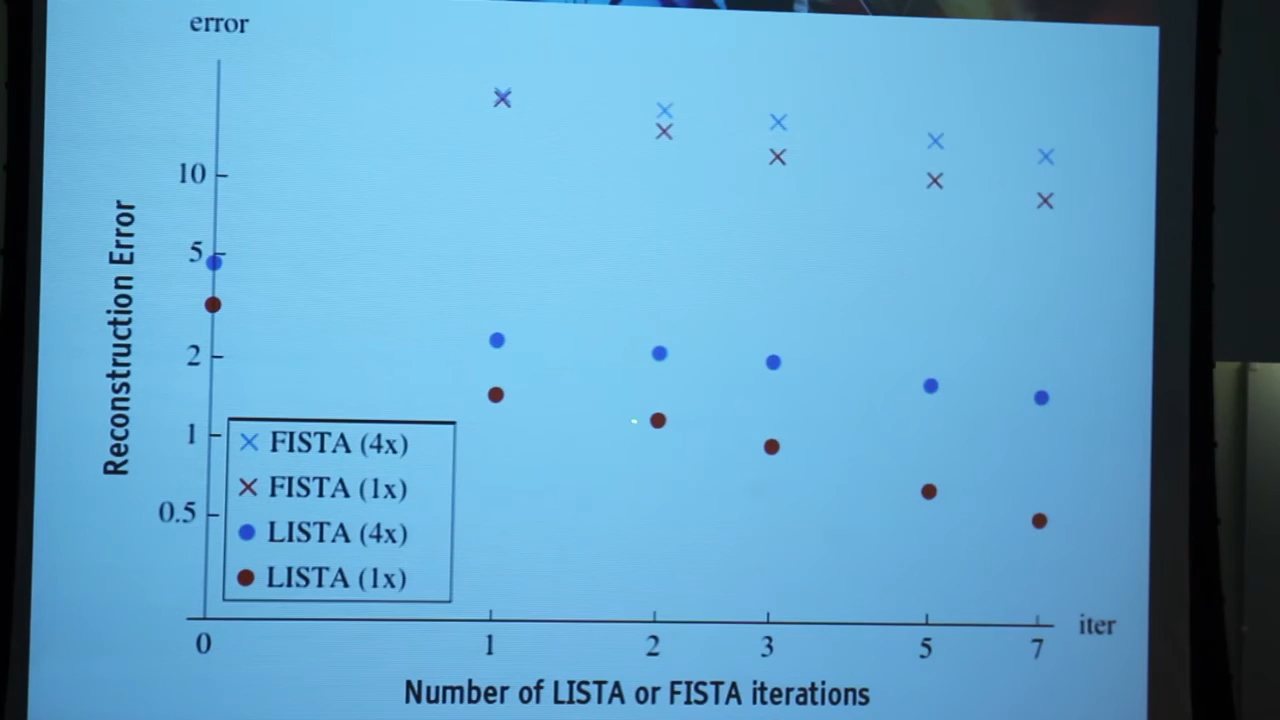 error
10
5
2
1
0.5
Reconstruction Error
FISTA (4x)
FISTA (1x)
LISTA (4x)
LISTA (1x)
0 1 2 3 5 7
iter
Number of LISTA or FISTA iterations